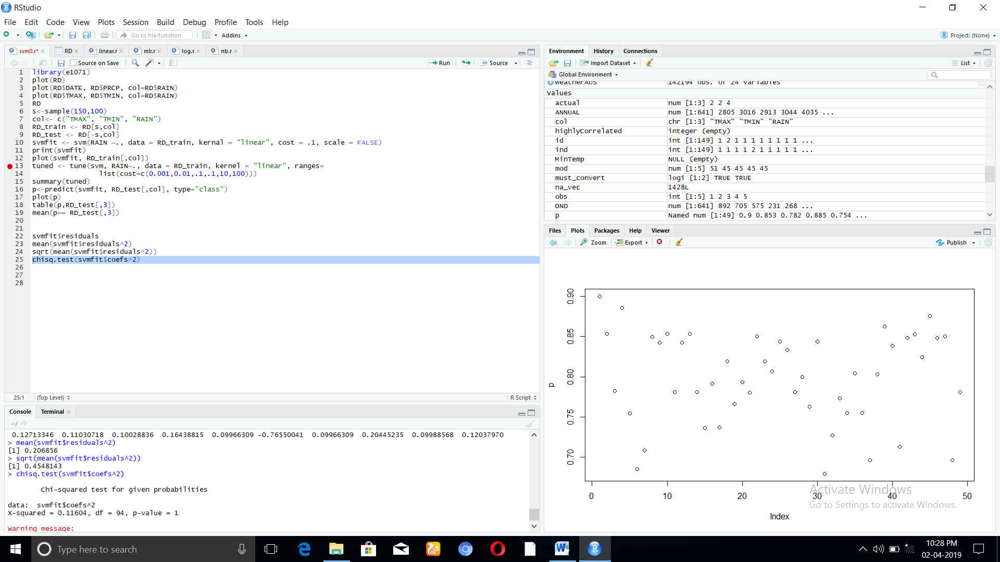 RStudio
File Edit Code View Plots Session Build Debug Profile Tools Help
Go to file/function Addins Project: (None)
svm0.r* RD linear.r mlr.r log.r nb.r
Source on Save Run Source
1 library(e1071)
2 plot(RD)
3 plot(RD$DATE, RD$PRCP, col=RD$RAIN)
4 plot(RD$TMAX, RD$TMIN, col=RD$RAIN)
5 RD
6 s<-sample(150,100)
7 col<- c("TMAX", "TMIN", "RAIN")
8 RD_train <- RD[s,col]
9 RD_test <- RD[-s,col]
10 svmfit <- svm(RAIN ~., data = RD_train, kernal = "linear", cost = .1, scale = FALSE)
11 print(svmfit)
12 plot(svmfit, RD_train[,col])
13 tuned <- tune(svm, RAIN~., data = RD_train, kernel = "linear", ranges=
14 list(cost=c(0.001,0.01,.1,.1,10,100)))
15 summary(tuned)
16 p<-predict(svmfit, RD_test[,col], type="class")
17 plot(p)
18 table(p,RD_test[,3])
19 mean(p== RD_test[,3])
20
21
22 svmfit$residuals
23 mean(svmfit$residuals^2)
24 sqrt(mean(svmfit$residuals^2))
25 chisq.test(svmfit$coefs^2)
26
27
28
25:1 (Top Level) R Script
Console Terminal
~/
0.12713346 0.11030718 0.10028836 0.16438815 0.09966309 -0.76550041 0.09966309 0.20445235 0.09988568 0.12037970
> mean(svmfit$residuals^2)
[1] 0.206856
> sqrt(mean(svmfit$residuals^2))
[1] 0.4548143
> chisq.test(svmfit$coefs^2)
Chi-squared test for given probabilities
data: svmfit$coefs^2
X-squared = 0.11604, df = 94, p-value = 1
Warning message:
Environment History Connections
Import Dataset List
Global Environment
weatherAUS 142194 obs. of 24 variables
Values
actual num [1:3] 2 2 4
ANNUAL num [1:641] 2805 3016 2913 3044 4035 ...
col chr [1:3] "TMAX" "TMIN" "RAIN"
highlyCorrelated integer (empty)
id int [1:149] 1 2 1 1 1 1 1 1 1 1 ...
ind int [1:149] 1 1 1 1 2 1 1 1 1 1 ...
MinTemp NULL (empty)
mod num [1:5] 51 45 45 45 45
must_convert logi [1:2] TRUE TRUE
na_vec 1428L
obs int [1:5] 1 2 3 4 5
OND num [1:641] 892 705 575 231 268 ...
p Named num [1:49] 0.9 0.853 0.782 0.885 0.754 ...
Files Plots Packages Help Viewer
Zoom Export Publish
0.90
0.85
0.80
0.75
0.70
p
0 10 20 30 40 50
Index
Activate Windows
Go to Settings to activate Windows.
Type here to search
10:28 PM
02-04-2019